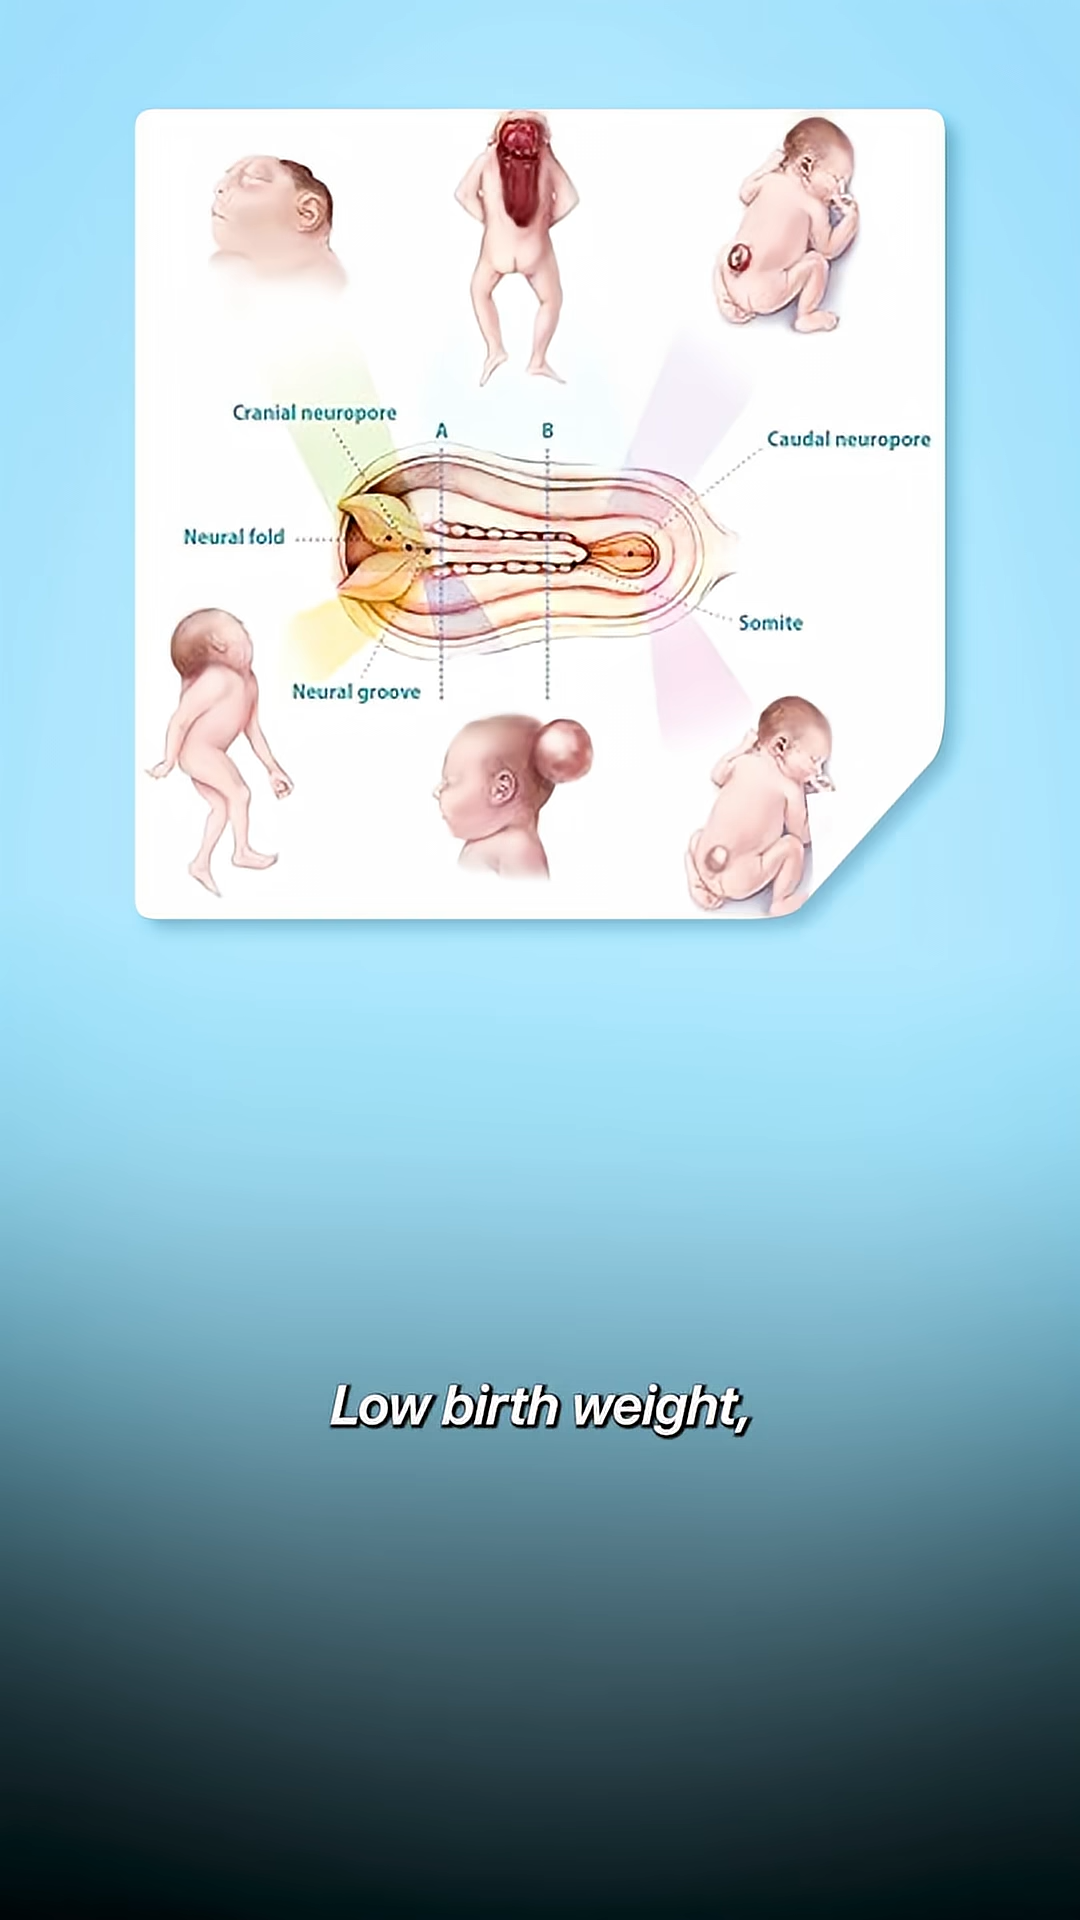 Cranial neuropore
A
B
Caudal neuropore
Neural fold
Somite
Neural groove
Low birth weight,